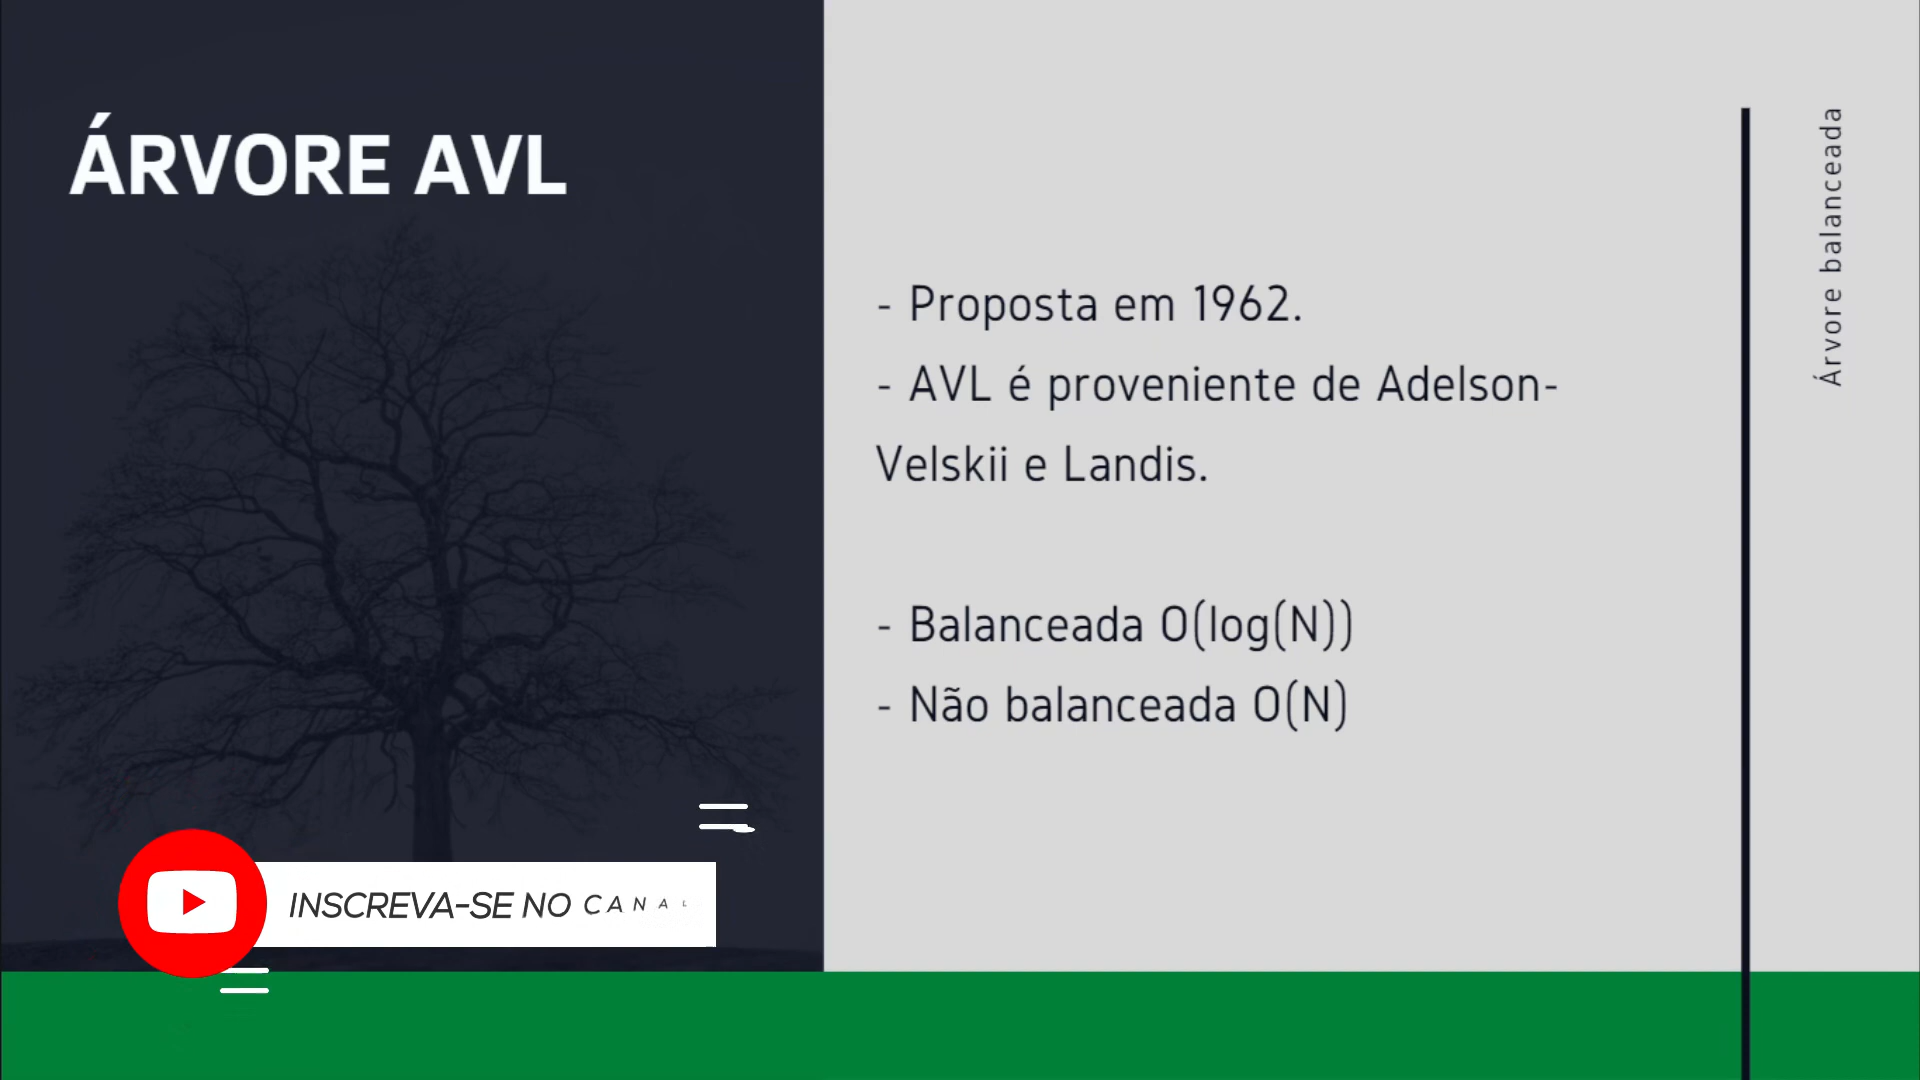 ÁRVORE AVL
- Proposta em 1962.
- AVL é proveniente de Adelson-
Velskii e Landis.
- Balanceada O(log(N))
- Não balanceada O(N)
Árvore balanceada
INSCREVA-SE NO CANAL